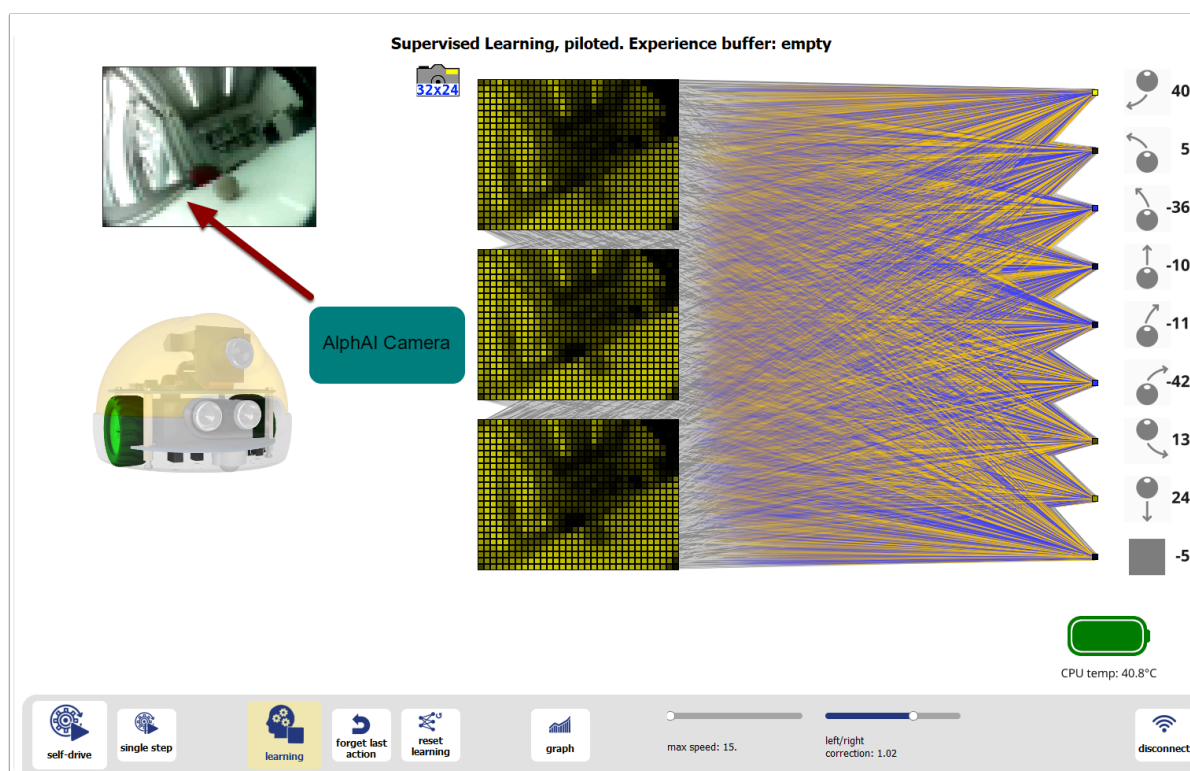 Supervised Learning, piloted. Experience buffer: empty
32x24
40
5
-36
-10
AlphAI Camera
-11
-42
13
24
-5
CPU temp: 40.8°C
self-drive
single step
learning
forget last
action
reset
learning
graph
max speed: 15.
left/right
correction: 1.02
disconnect